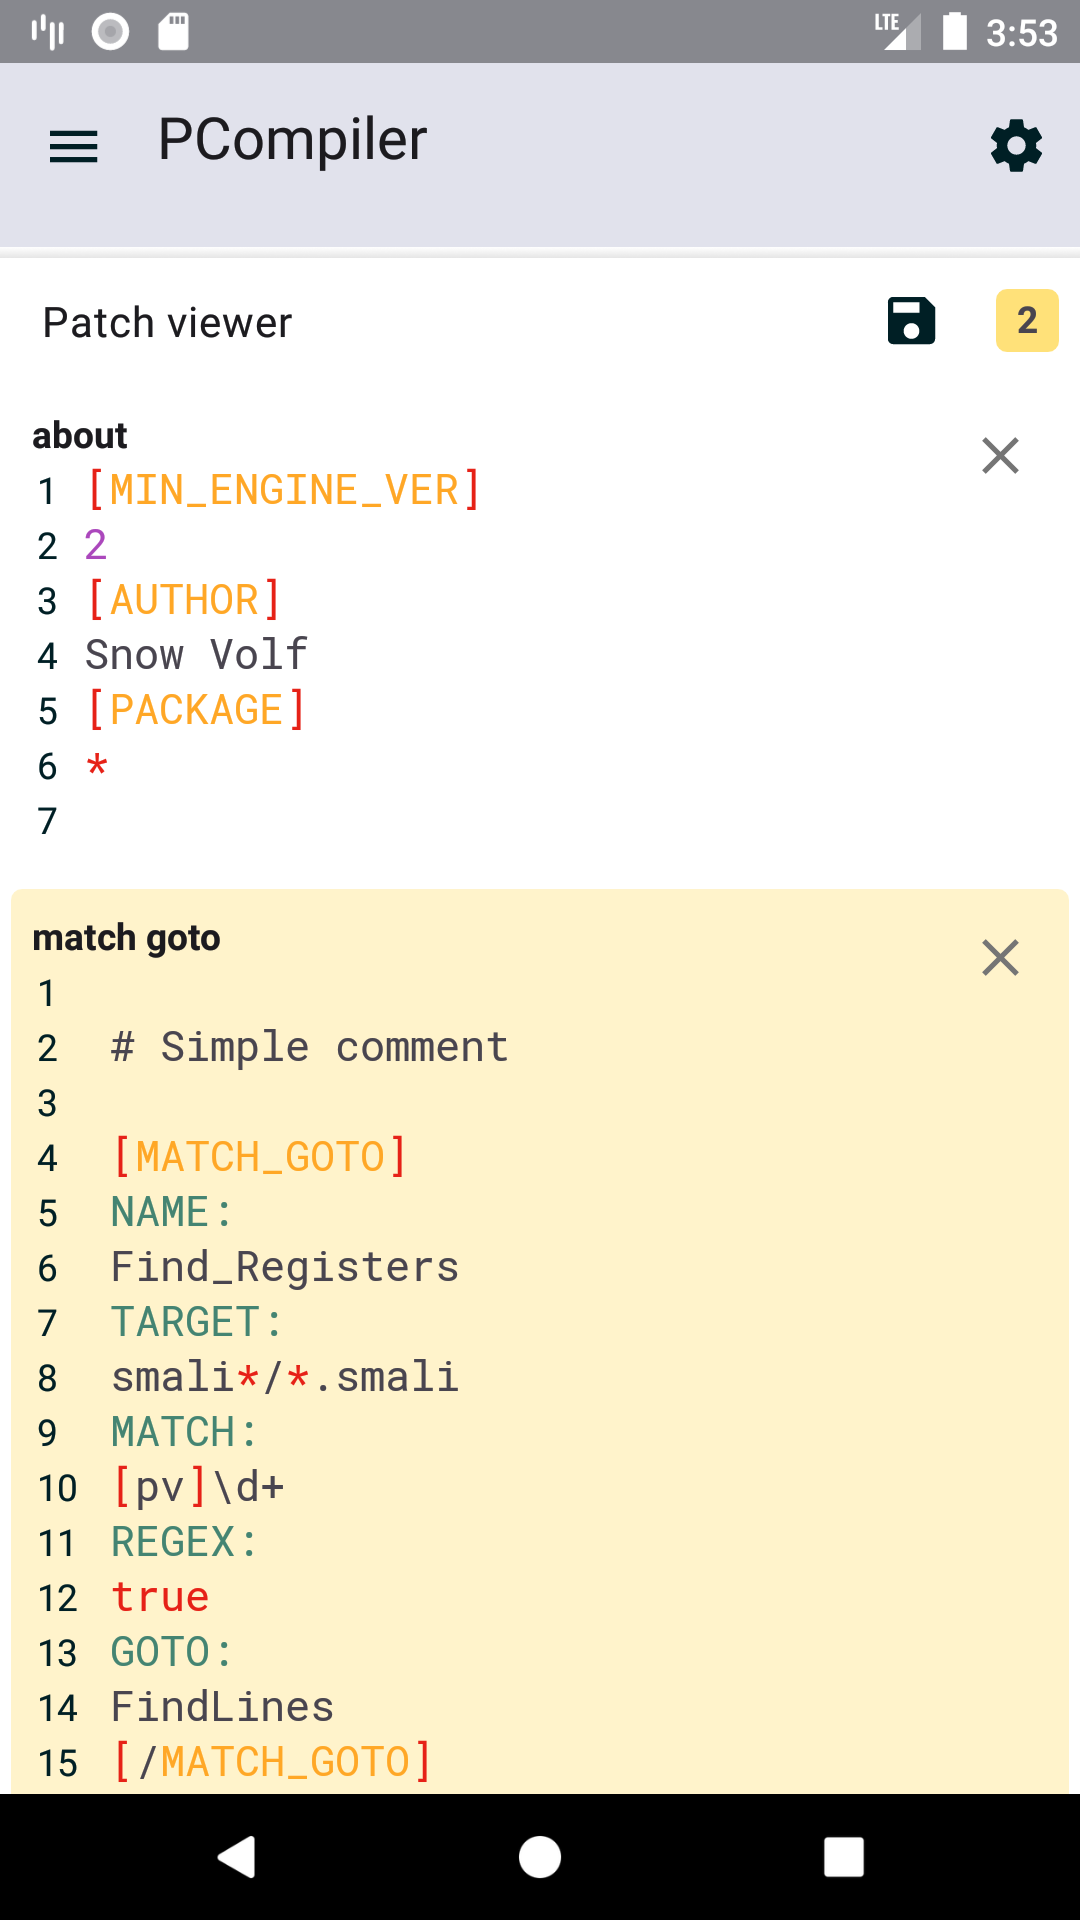 LTE 3:53
PCompiler
Patch viewer 2
about
1 [MIN_ENGINE_VER]
2 2
3 [AUTHOR]
4 Snow Volf
5 [PACKAGE]
6 *
7
match goto
1
2 # Simple comment
3
4 [MATCH_GOTO]
5 NAME:
6 Find_Registers
7 TARGET:
8 smali*/*.smali
9 MATCH:
10 [pv]\d+
11 REGEX:
12 true
13 GOTO:
14 FindLines
15 [/MATCH_GOTO]